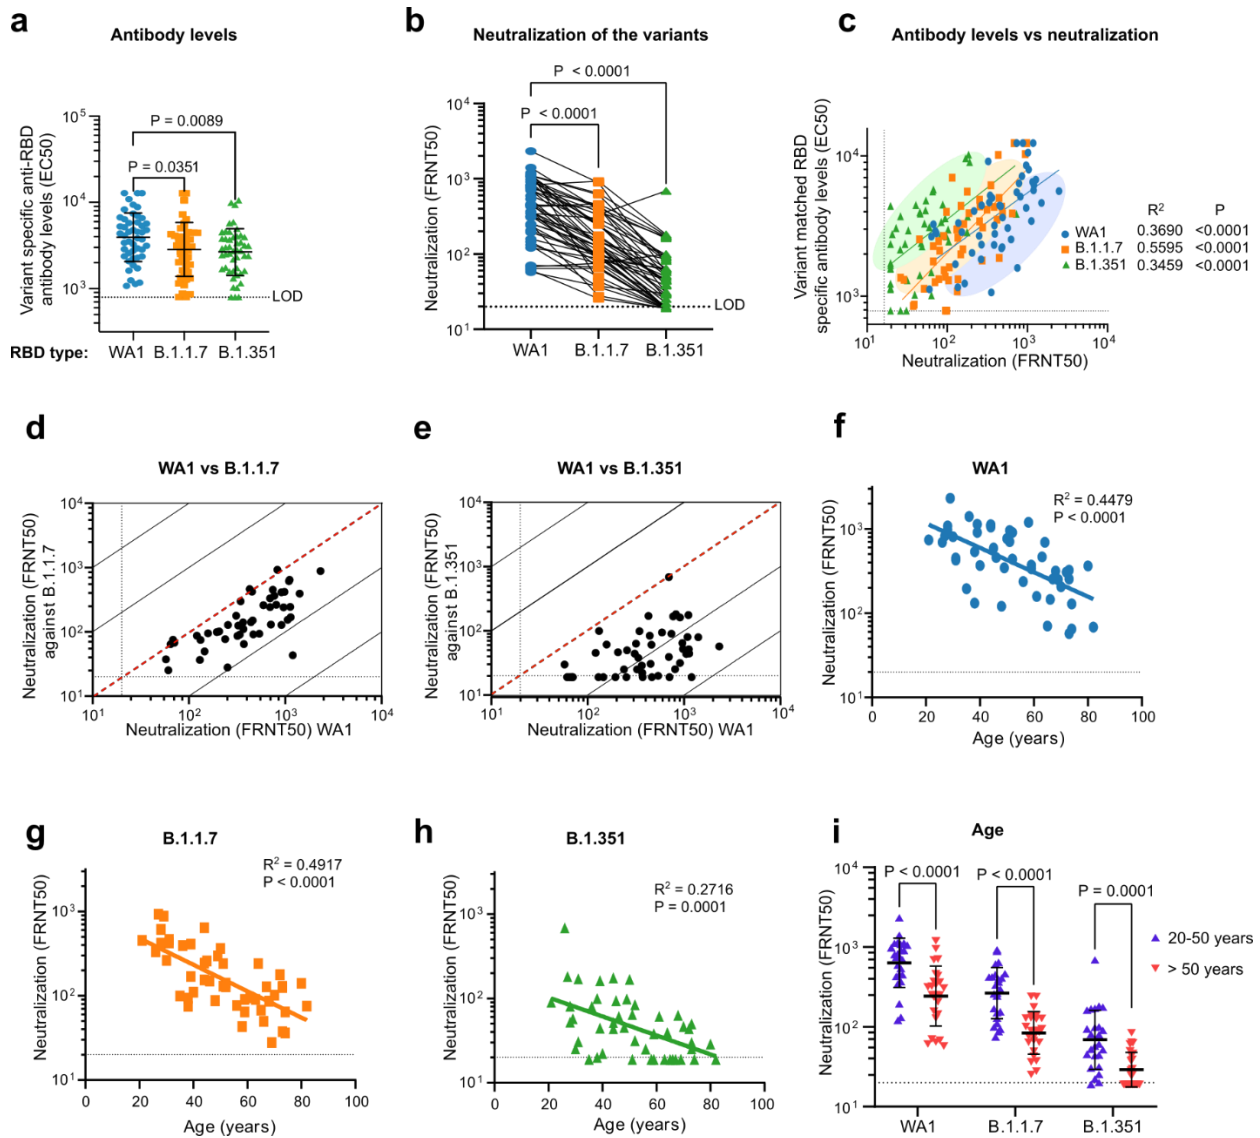 a
Antibody levels
Variant specific anti-RBD
antibody levels (EC50)
10^5
10^4
10^3
P = 0.0089
P = 0.0351
LOD
RBD type: WA1 B.1.1.7 B.1.351
b
Neutralization of the variants
Neutralization (FRNT50)
10^4
10^3
10^2
10^1
P < 0.0001
P < 0.0001
LOD
WA1 B.1.1.7 B.1.351
c
Antibody levels vs neutralization
Variant matched RBD
specific antibody levels (EC50)
10^4
10^3
10^1 10^2 10^3 10^4
Neutralization (FRNT50)
R^2 P
WA1 0.3690 <0.0001
B.1.1.7 0.5595 <0.0001
B.1.351 0.3459 <0.0001
d
WA1 vs B.1.1.7
Neutralization (FRNT50)
against B.1.1.7
10^4
10^3
10^2
10^1
10^1 10^2 10^3 10^4
Neutralization (FRNT50) WA1
e
WA1 vs B.1.351
Neutralization (FRNT50)
against B.1.351
10^4
10^3
10^2
10^1
10^1 10^2 10^3 10^4
Neutralization (FRNT50) WA1
f
WA1
R^2 = 0.4479
P < 0.0001
Neutralization (FRNT50)
10^3
10^2
10^1
0 20 40 60 80 100
Age (years)
g
B.1.1.7
R^2 = 0.4917
P < 0.0001
Neutralization (FRNT50)
10^3
10^2
10^1
0 20 40 60 80 100
Age (years)
h
B.1.351
R^2 = 0.2716
P = 0.0001
Neutralization (FRNT50)
10^3
10^2
10^1
0 20 40 60 80 100
Age (years)
i
Age
Neutralization (FRNT50)
10^4
10^3
10^2
10^1
P < 0.0001
P < 0.0001
P = 0.0001
20-50 years
> 50 years
WA1 B.1.1.7 B.1.351